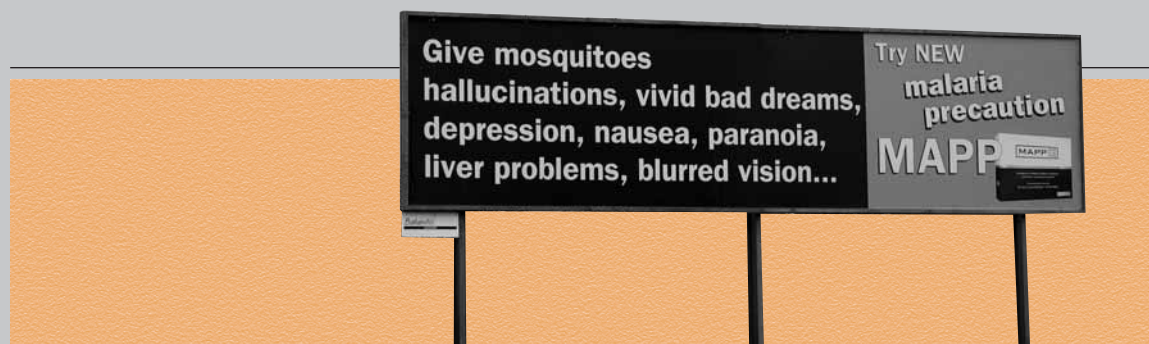 Give mosquitoes
hallucinations, vivid bad dreams,
depression, nausea, paranoia,
liver problems, blurred vision...
Try NEW
malaria
precaution
MAPP
MAPP